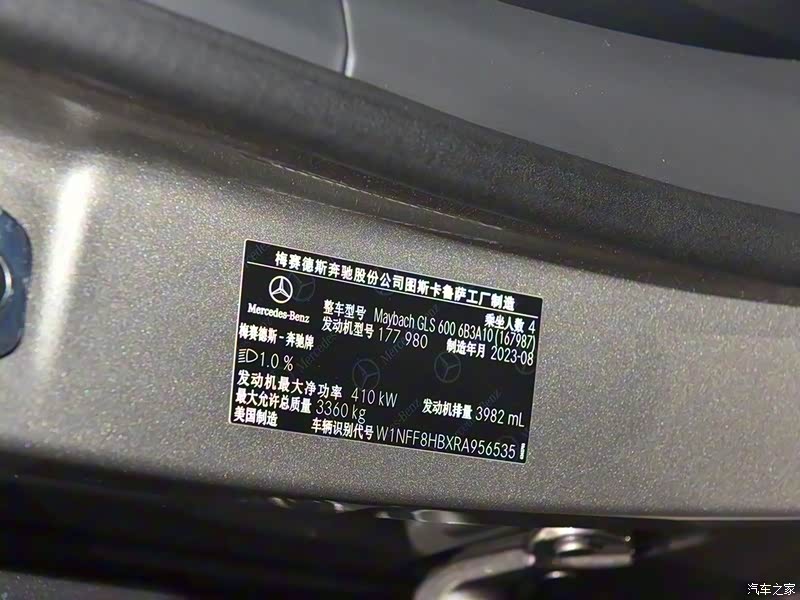 梅赛德斯奔驰股份公司图斯卡鲁萨工厂制造
Mercedes-Benz
梅赛德斯-奔驰牌
整车型号 Maybach GLS 600 6B3A10(167987)
乘坐人数 4
发动机型号 177 980
制造年月 2023-08
1.0 %
发动机最大净功率 410 kW
发动机排量 3982 mL
最大允许总质量 3360 kg
美国制造
车辆识别代号 W1NFF8HBXRA956535
汽车之家